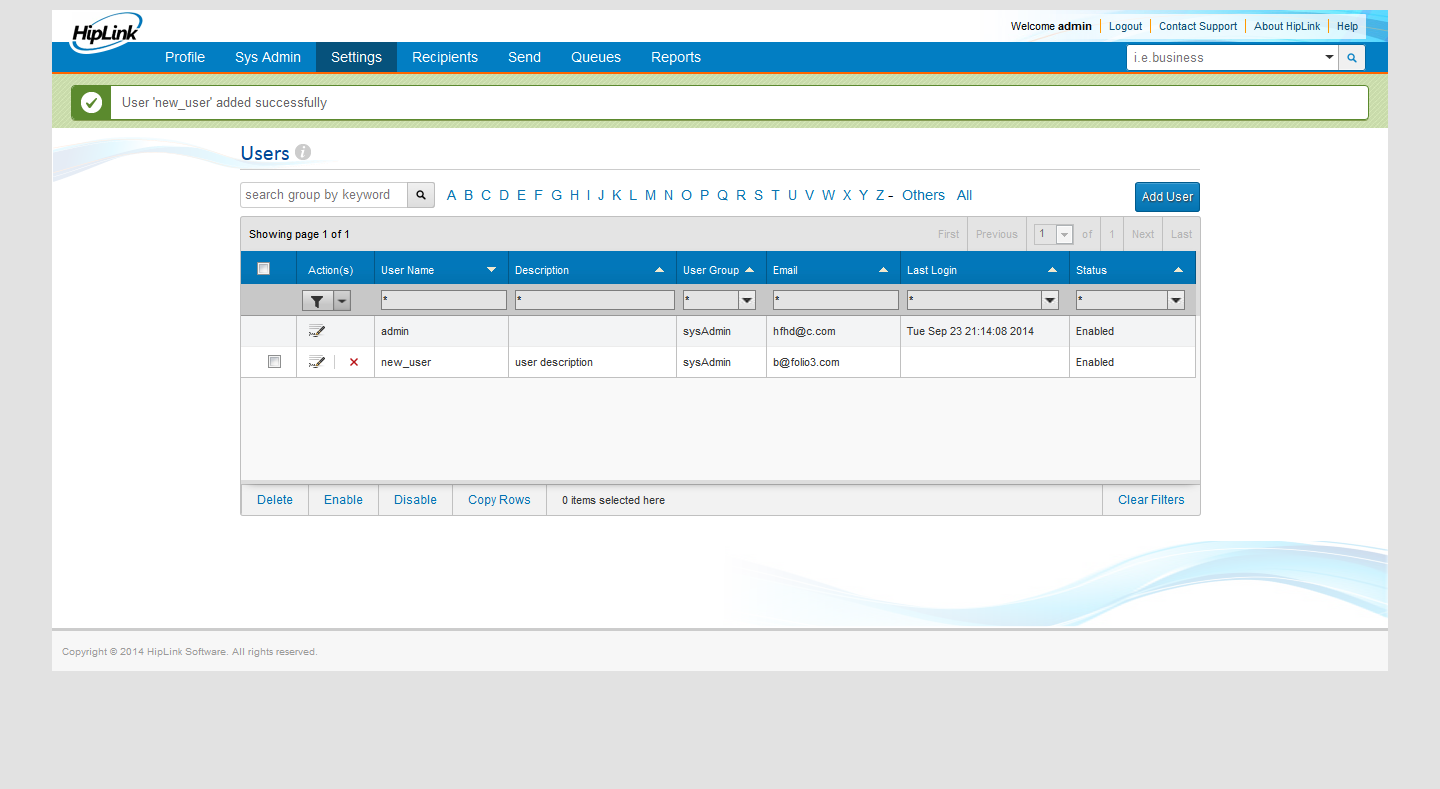 HipLink
Welcome admin Logout Contact Support About HipLink Help
Profile Sys Admin Settings Recipients Send Queues Reports i.e.business
User 'new_user' added successfully
Users i
search group by keyword A B C D E F G H I J K L M N O P Q R S T U V W X Y Z - Others All Add User
Showing page 1 of 1 First Previous 1 of 1 Next Last
Action(s) User Name Description User Group Email Last Login Status
* * * * * *
admin sysAdmin hfhd@c.com Tue Sep 23 21:14:08 2014 Enabled
new_user user description sysAdmin b@folio3.com Enabled
Delete Enable Disable Copy Rows 0 items selected here Clear Filters
Copyright © 2014 HipLink Software. All rights reserved.